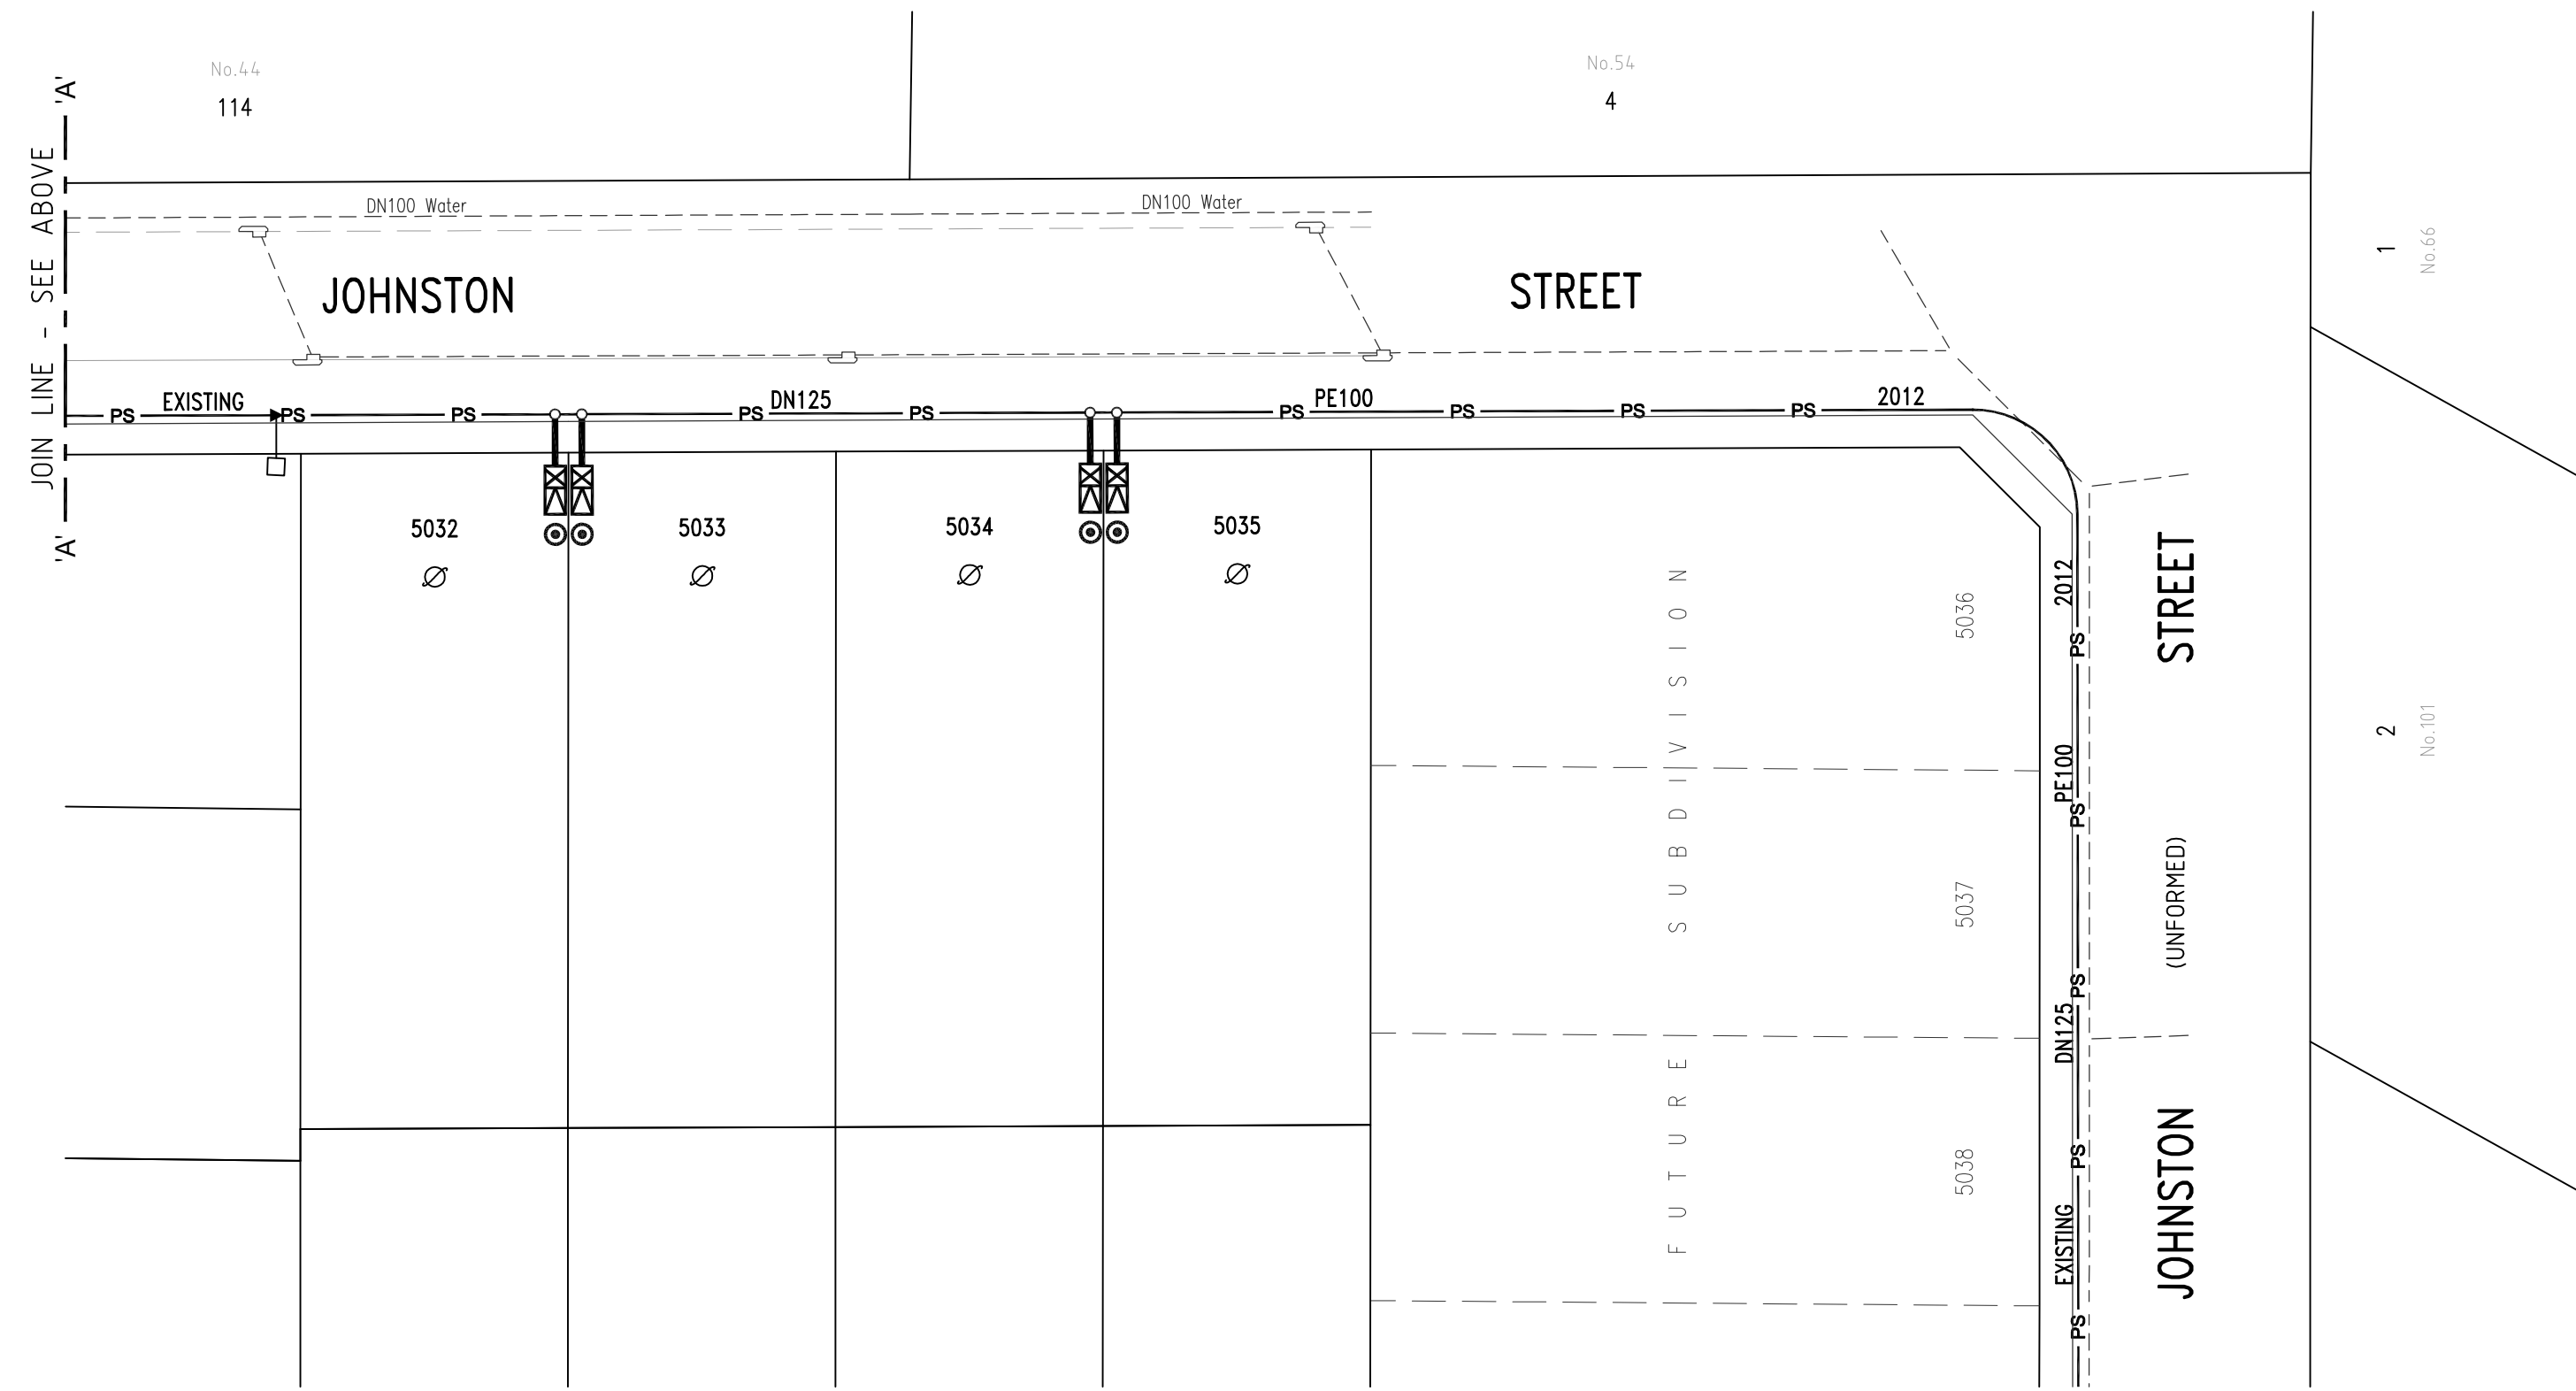 No.44
114
No.54
4
'A'
JOIN LINE - SEE ABOVE
'A'
DN100 Water
DN100 Water
JOHNSTON
STREET
1
No.66
EXISTING
DN125
PE100
2012
PS
PS
PS
PS
PS
PS
PS
PS
PS
5032
5033
5034
5035
FUTURE SUBDIVISION
5036
5037
5038
2012
PE100
DN125
EXISTING
PS
PS
PS
PS
PS
JOHNSTON
STREET
(UNFORMED)
2
No.101